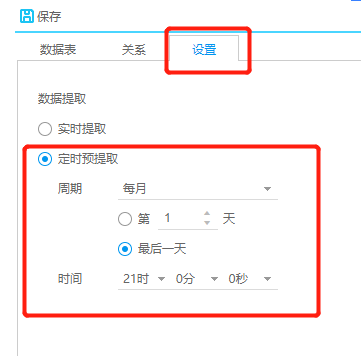 保存
数据表 关系 设置
数据提取
实时提取
定时预提取
周期 每月
第 1 天
最后一天
时间 21时 0分 0秒